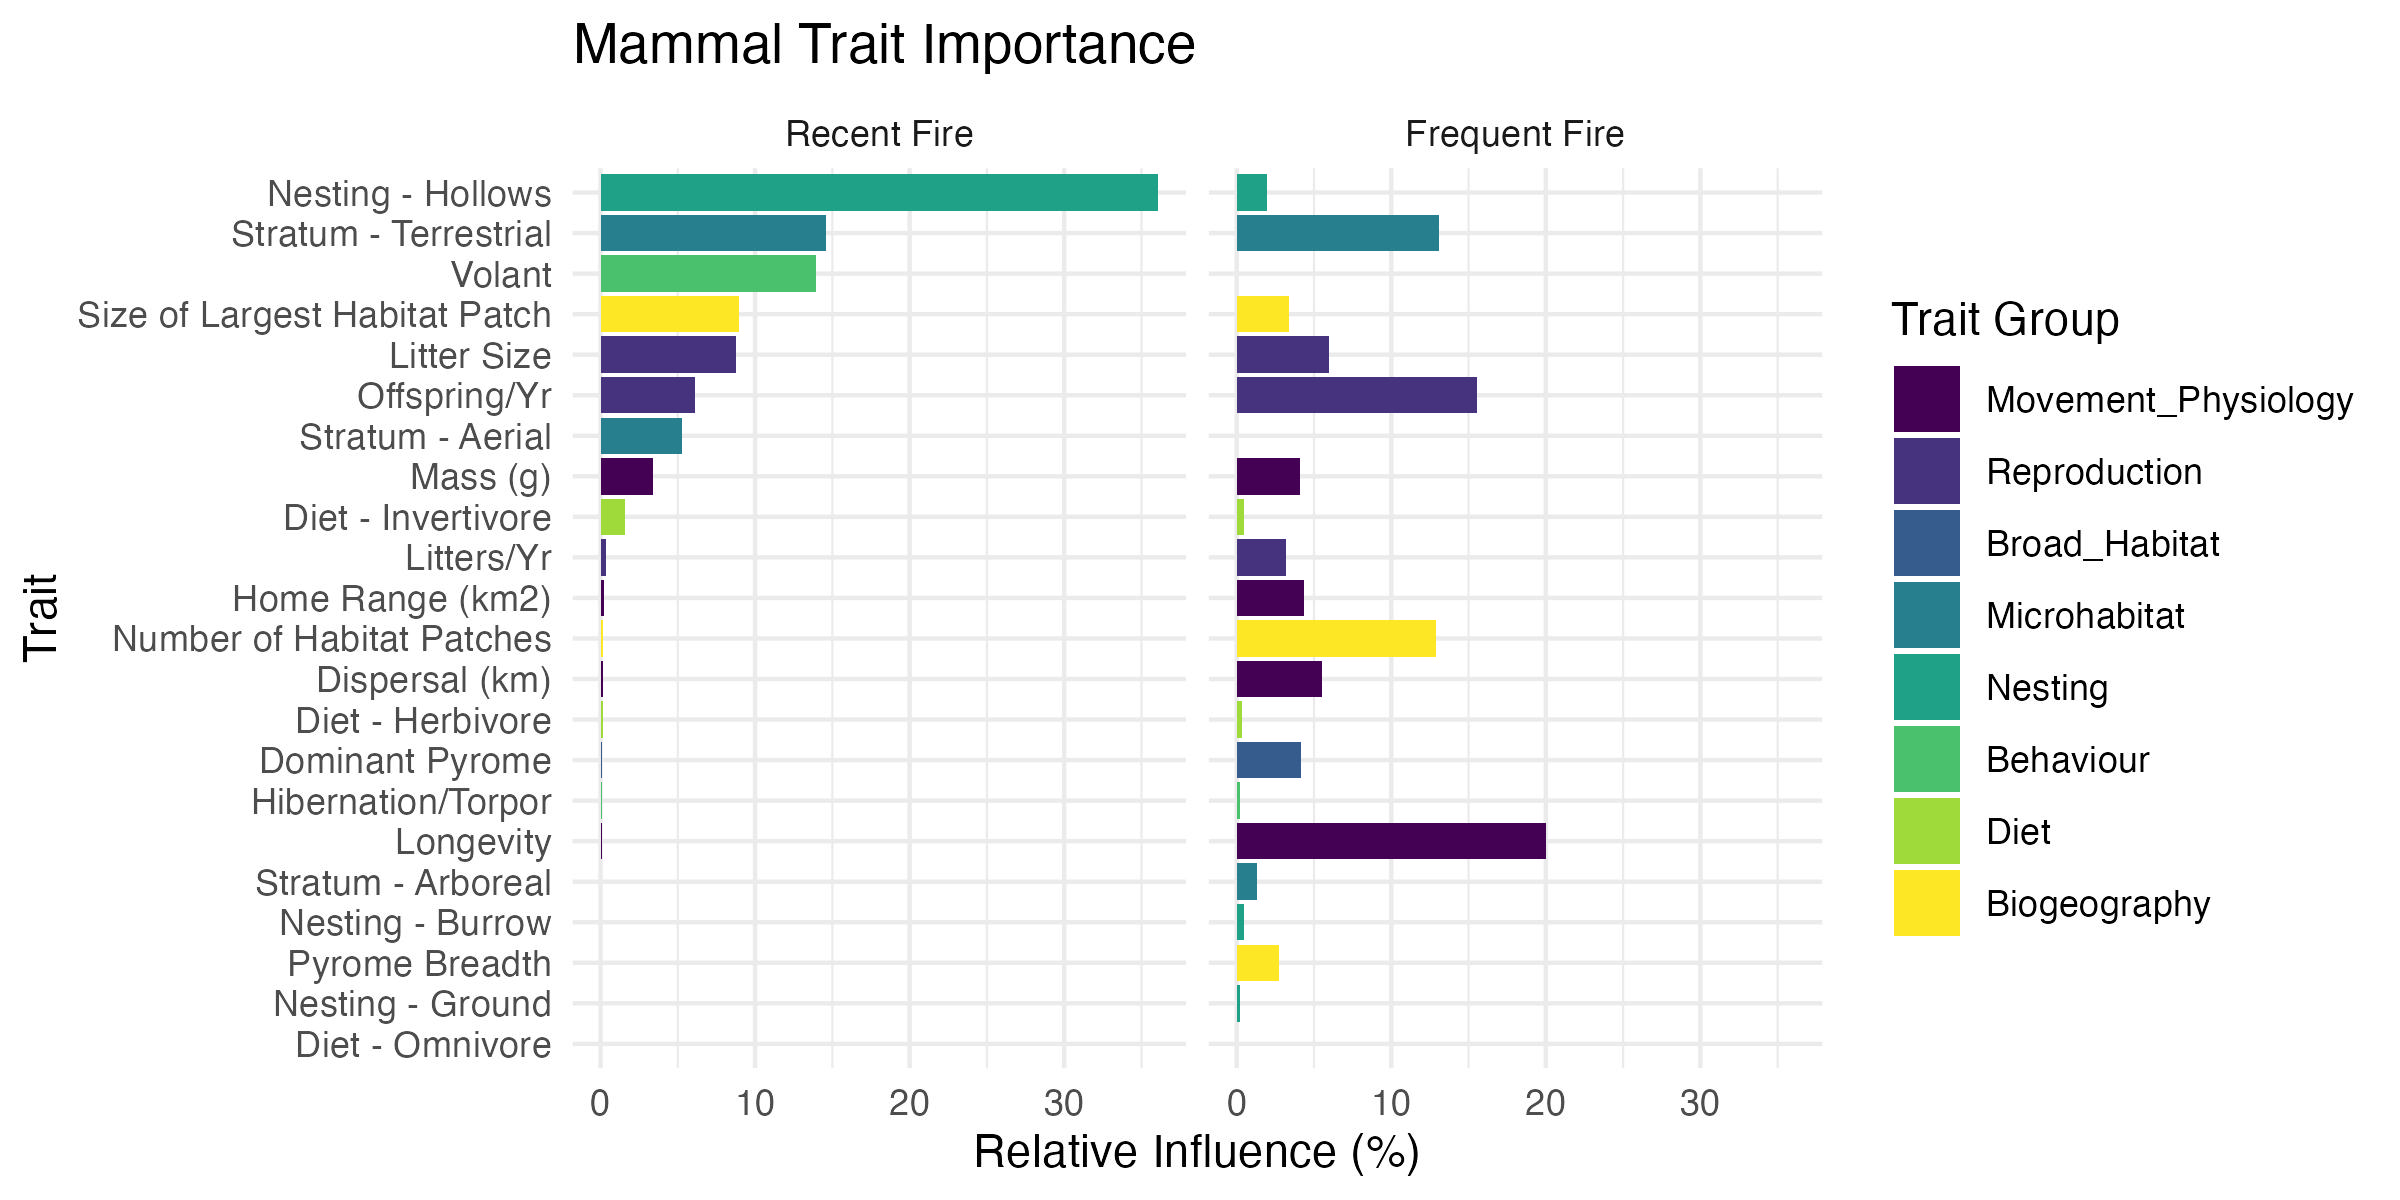 Mammal Trait Importance
Recent Fire
Frequent Fire
Trait
Nesting - Hollows
Stratum - Terrestrial
Volant
Size of Largest Habitat Patch
Litter Size
Offspring/Yr
Stratum - Aerial
Mass (g)
Diet - Invertivore
Litters/Yr
Home Range (km2)
Number of Habitat Patches
Dispersal (km)
Diet - Herbivore
Dominant Pyrome
Hibernation/Torpor
Longevity
Stratum - Arboreal
Nesting - Burrow
Pyrome Breadth
Nesting - Ground
Diet - Omnivore
0 10 20 30
0 10 20 30
Relative Influence (%)
Trait Group
Movement_Physiology
Reproduction
Broad_Habitat
Microhabitat
Nesting
Behaviour
Diet
Biogeography